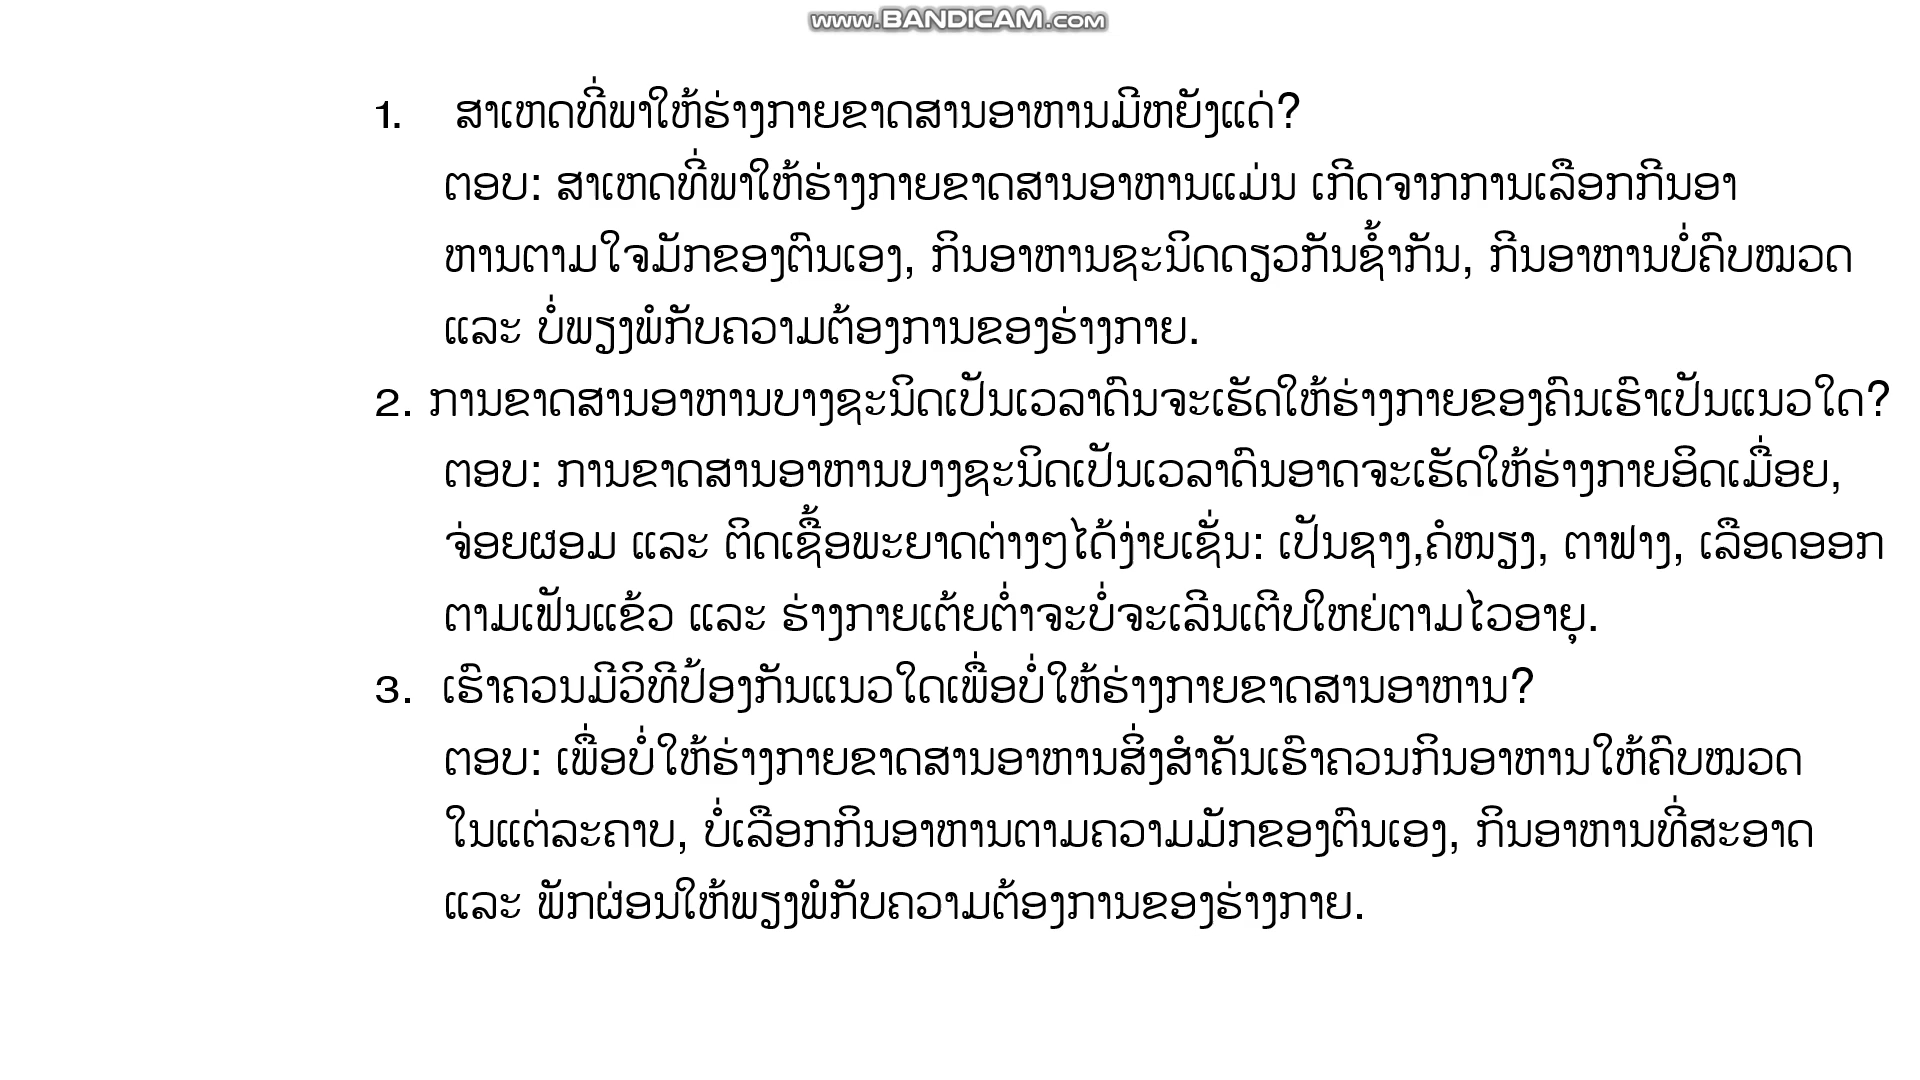 www.BANDICAM.com
1. ສາເຫດທີ່ພາໃຫ້ຮ່າງກາຍຂາດສານອາຫານມີຫຍັງແດ່?
ຕອບ: ສາເຫດທີ່ພາໃຫ້ຮ່າງກາຍຂາດສານອາຫານແມ່ນ ເກີດຈາກການເລືອກກີນອາ
ຫານຕາມໃຈມັກຂອງຕົນເອງ, ກິນອາຫານຊະນິດດຽວກັນຊ້ຳກັນ, ກີນອາຫານບໍ່ຄົບໝວດ
ແລະ ບໍ່ພຽງພໍກັບຄວາມຕ້ອງການຂອງຮ່າງກາຍ.
2. ການຂາດສານອາຫານບາງຊະນິດເປັນເວລາດົນຈະເຮັດໃຫ້ຮ່າງກາຍຂອງຄົນເຮົາເປັນແນວໃດ?
ຕອບ: ການຂາດສານອາຫານບາງຊະນິດເປັນເວລາດົນອາດຈະເຮັດໃຫ້ຮ່າງກາຍອິດເມື່ອຍ,
ຈ່ອຍຜອມ ແລະ ຕິດເຊື້ອພະຍາດຕ່າງໆໄດ້ງ່າຍເຊັ່ນ: ເປັນຊາງ,ຄໍໜຽງ, ຕາຟາງ, ເລືອດອອກ
ຕາມເຟັນແຂ້ວ ແລະ ຮ່າງກາຍເຕ້ຍຕ່ຳຈະບໍ່ຈະເລີນເຕີບໃຫຍ່ຕາມໄວອາຍຸ.
3. ເຮົາຄວນມີວິທີປ້ອງກັນແນວໃດເພື່ອບໍ່ໃຫ້ຮ່າງກາຍຂາດສານອາຫານ?
ຕອບ: ເພື່ອບໍ່ໃຫ້ຮ່າງກາຍຂາດສານອາຫານສິ່ງສຳຄັນເຮົາຄວນກິນອາຫານໃຫ້ຄົບໝວດ
ໃນແຕ່ລະຄາບ, ບໍ່ເລືອກກິນອາຫານຕາມຄວາມມັກຂອງຕົນເອງ, ກິນອາຫານທີ່ສະອາດ
ແລະ ພັກຜ່ອນໃຫ້ພຽງພໍກັບຄວາມຕ້ອງການຂອງຮ່າງກາຍ.